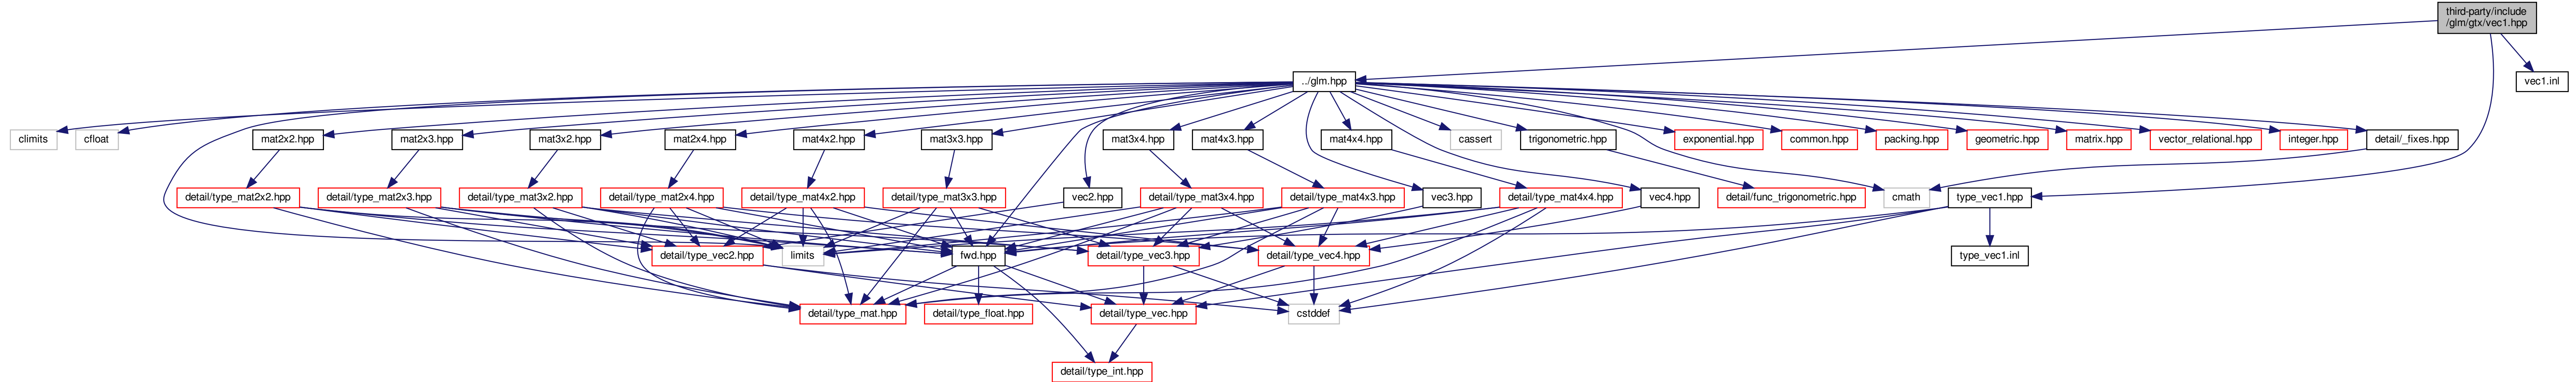 third-party/include
/glm/gtx/vec1.hpp
../glm.hpp
vec1.inl
climits
cfloat
mat2x2.hpp
mat2x3.hpp
mat3x2.hpp
mat2x4.hpp
mat4x2.hpp
mat3x3.hpp
mat3x4.hpp
mat4x3.hpp
mat4x4.hpp
cassert
trigonometric.hpp
exponential.hpp
common.hpp
packing.hpp
geometric.hpp
matrix.hpp
vector_relational.hpp
integer.hpp
detail/_fixes.hpp
detail/type_mat2x2.hpp
detail/type_mat2x3.hpp
detail/type_mat3x2.hpp
detail/type_mat2x4.hpp
detail/type_mat4x2.hpp
detail/type_mat3x3.hpp
vec2.hpp
detail/type_mat3x4.hpp
detail/type_mat4x3.hpp
vec3.hpp
detail/type_mat4x4.hpp
vec4.hpp
detail/func_trigonometric.hpp
cmath
type_vec1.hpp
detail/type_vec2.hpp
limits
fwd.hpp
detail/type_vec3.hpp
detail/type_vec4.hpp
type_vec1.inl
detail/type_mat.hpp
detail/type_float.hpp
detail/type_vec.hpp
cstddef
detail/type_int.hpp